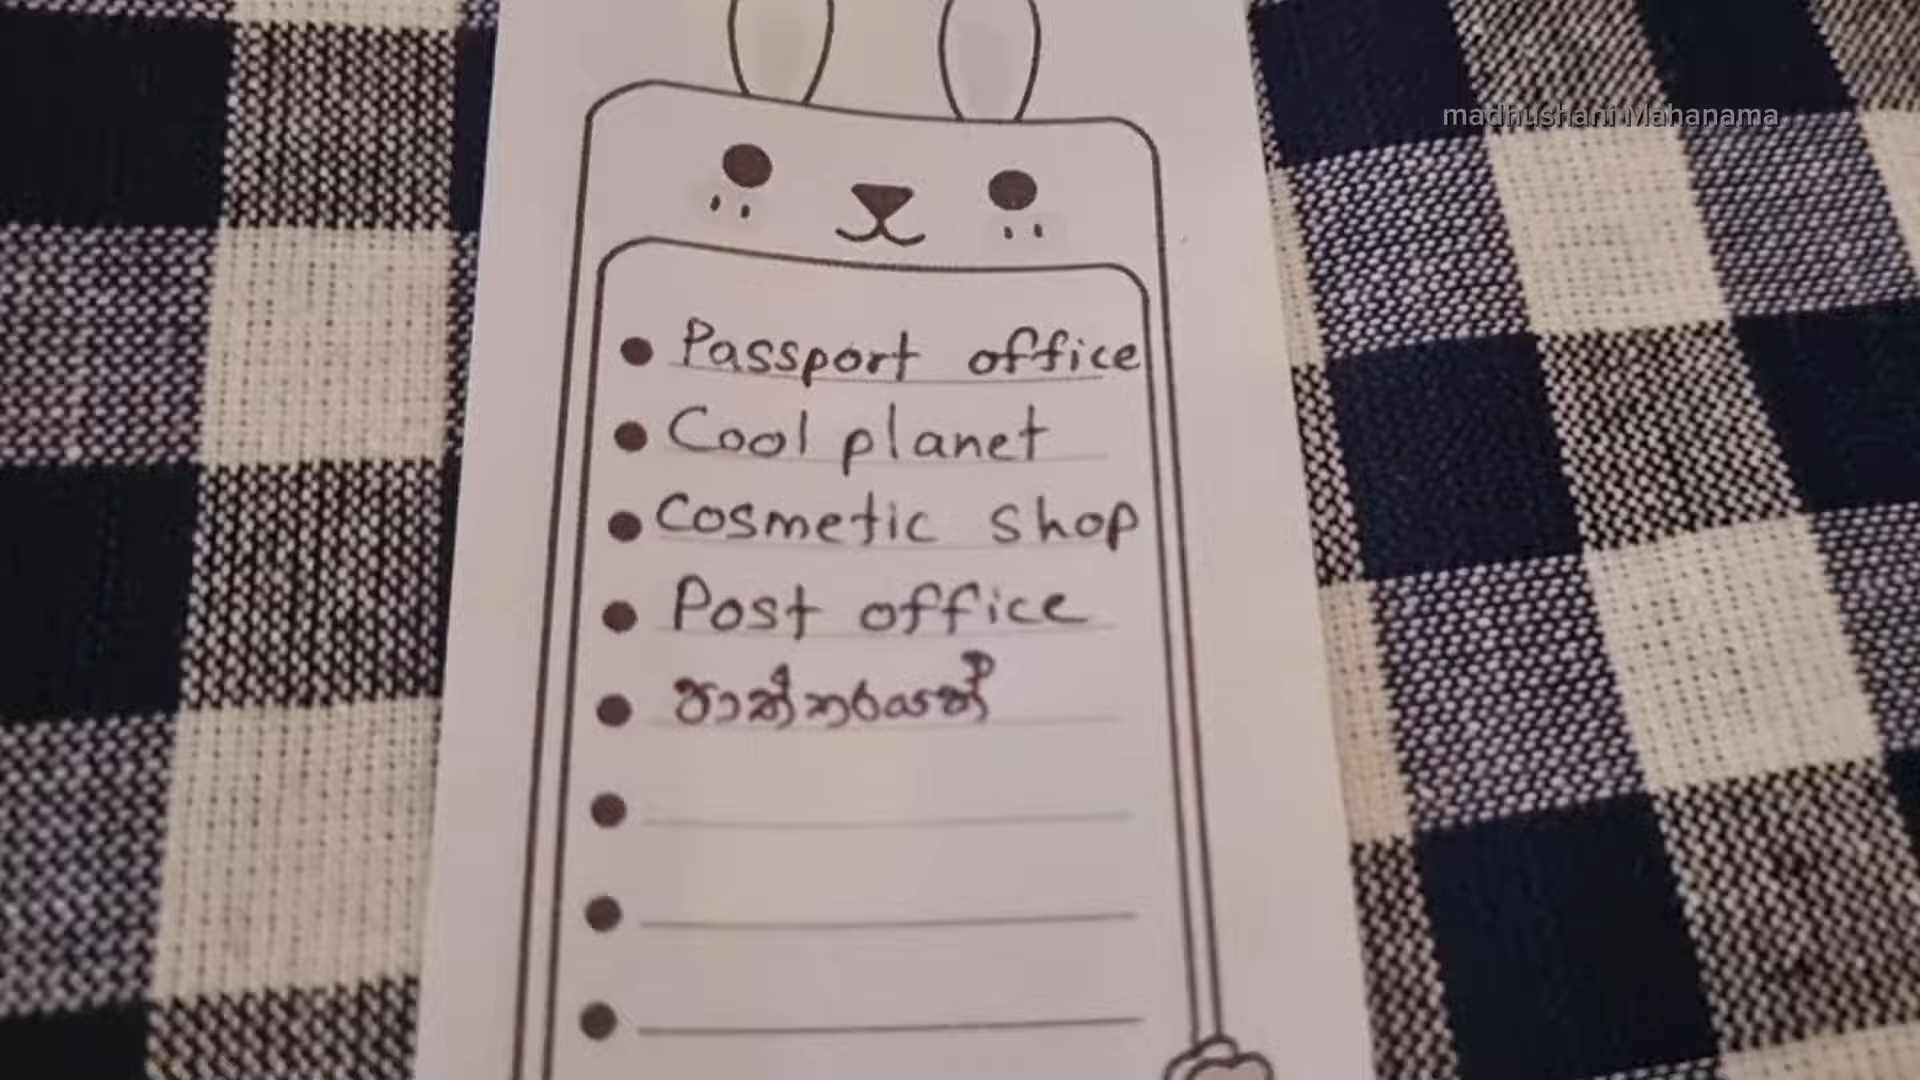 madhushani Mahanama
Passport office
Cool planet
Cosmetic shop
Post office